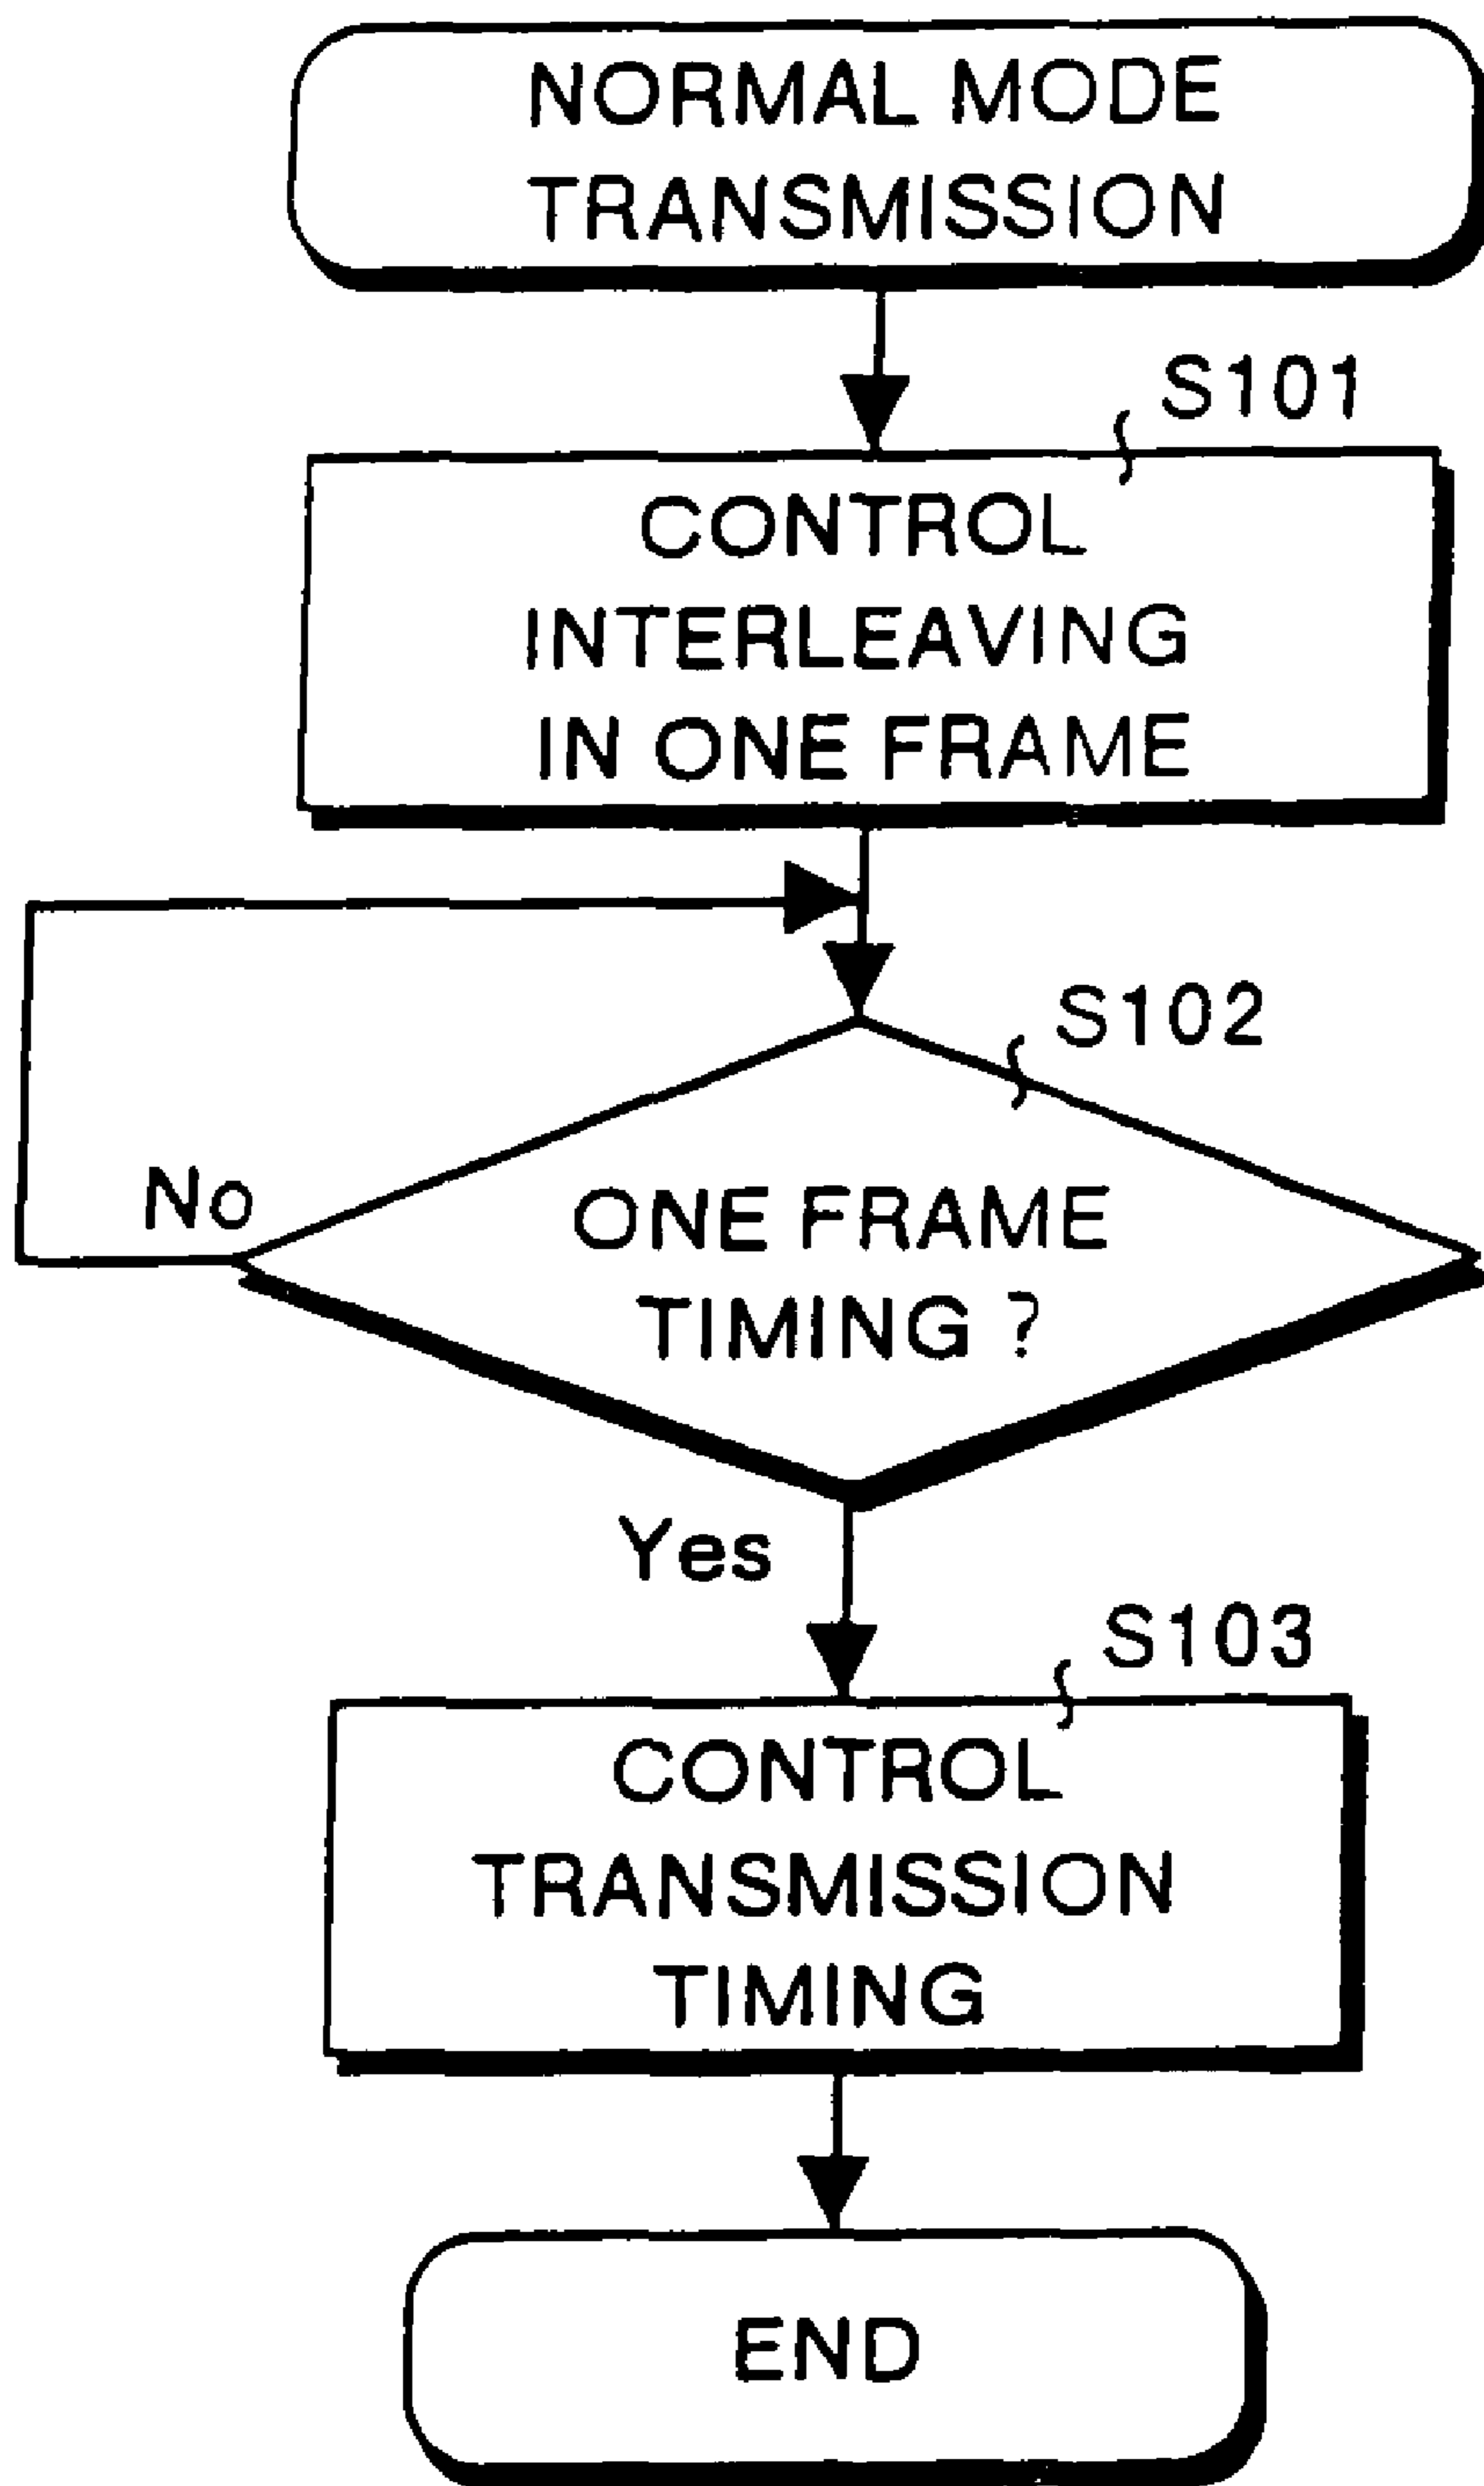 NORMAL MODE
TRANSMISSION
S101
CONTROL
INTERLEAVING
IN ONE FRAME
S102
No
ONE FRAME
TIMING ?
Yes
S103
CONTROL
TRANSMISSION
TIMING
END